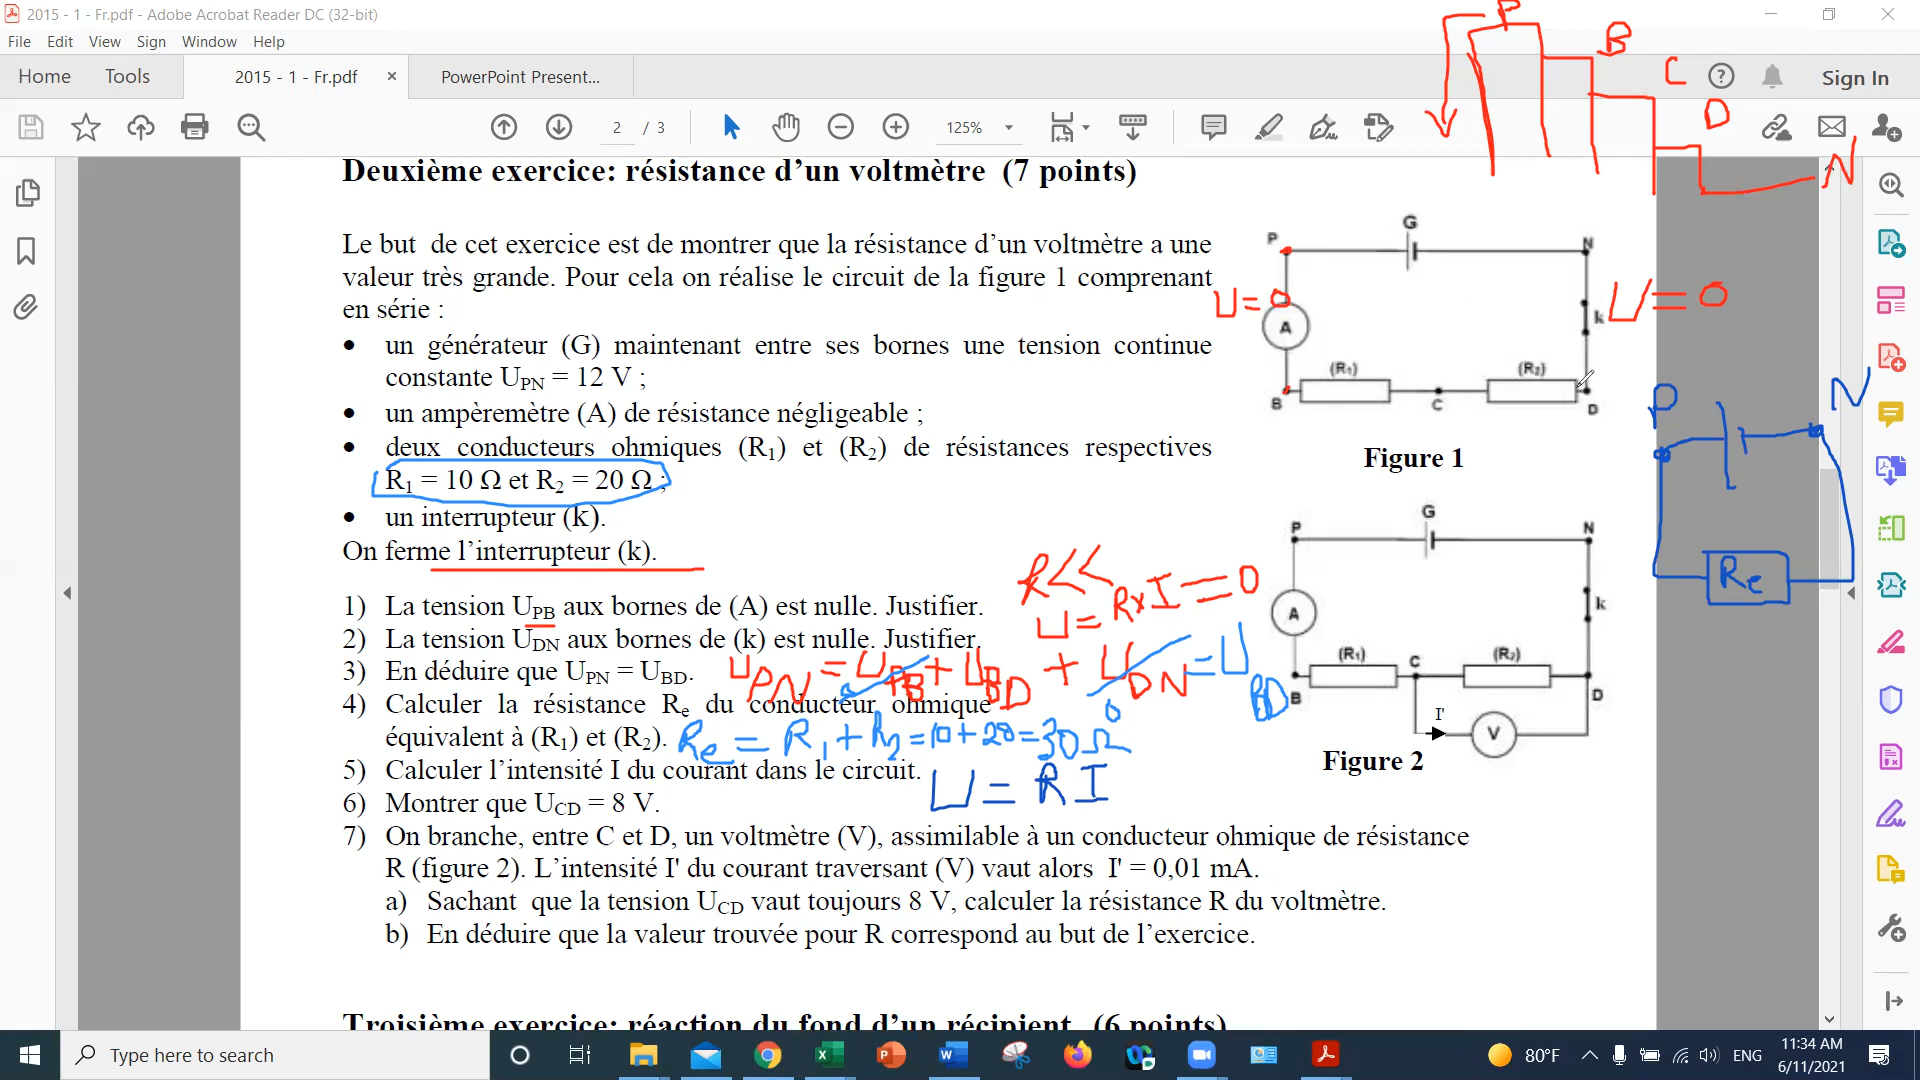 2015 - 1 - Fr.pdf - Adobe Acrobat Reader DC (32-bit)
File Edit View Sign Window Help
Home Tools 2015 - 1 - Fr.pdf × PowerPoint Present... ? Sign In
2 / 3 125%
P
B
C
D
N
Deuxième exercice: résistance d'un voltmètre (7 points)
Le but de cet exercice est de montrer que la résistance d'un voltmètre a une
valeur très grande. Pour cela on réalise le circuit de la figure 1 comprenant
en série :
• un générateur (G) maintenant entre ses bornes une tension continue
constante UPN = 12 V ;
• un ampèremètre (A) de résistance négligeable ;
• deux conducteurs ohmiques (R1) et (R2) de résistances respectives
R1 = 10 Ω et R2 = 20 Ω ;
• un interrupteur (k).
On ferme l'interrupteur (k).
1) La tension UPB aux bornes de (A) est nulle. Justifier.
2) La tension UDN aux bornes de (k) est nulle. Justifier.
3) En déduire que UPN = UBD.
4) Calculer la résistance Re du conducteur ohmique
équivalent à (R1) et (R2).
5) Calculer l'intensité I du courant dans le circuit.
6) Montrer que UCD = 8 V.
7) On branche, entre C et D, un voltmètre (V), assimilable à un conducteur ohmique de résistance
R (figure 2). L'intensité I' du courant traversant (V) vaut alors I' = 0,01 mA.
a) Sachant que la tension UCD vaut toujours 8 V, calculer la résistance R du voltmètre.
b) En déduire que la valeur trouvée pour R correspond au but de l'exercice.
Troisième exercice: réaction du fond d'un récipient (6 points)
G
P N
U=0
A
k
U=0
(R1) (R2)
B C D
Figure 1
P N
Re
G
P N
A
k
(R1) C (R2)
B D
I'
V
Figure 2
R<<
U=R×I=0
UPN=UPB+UBD+UDN=UBD
0
Re=R1+R2=10+20=30Ω
U=RI
Type here to search
80°F ENG 11:34 AM
6/11/2021